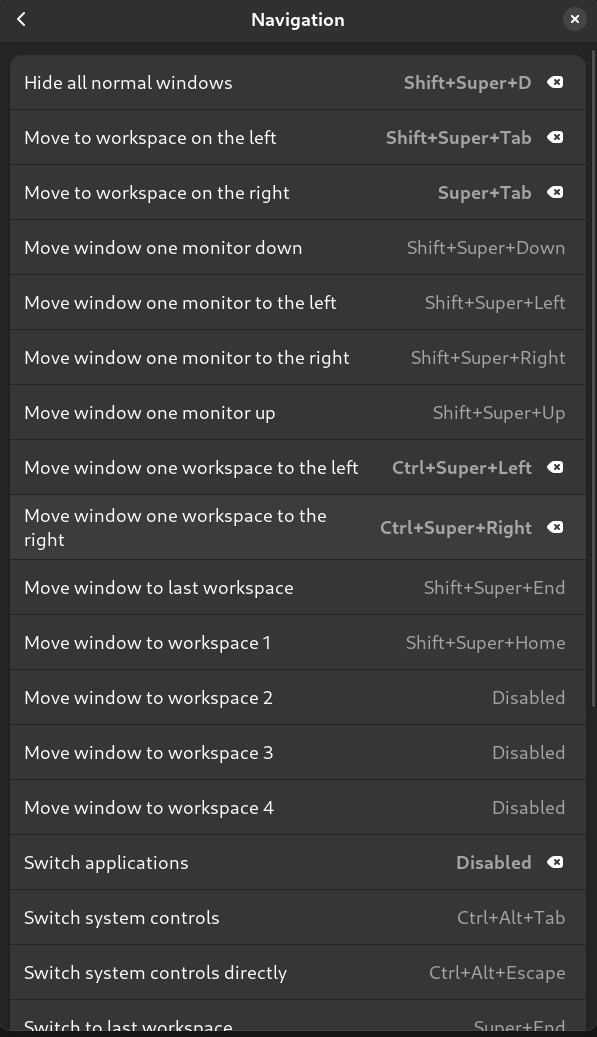 Navigation
Hide all normal windows Shift+Super+D
Move to workspace on the left Shift+Super+Tab
Move to workspace on the right Super+Tab
Move window one monitor down Shift+Super+Down
Move window one monitor to the left Shift+Super+Left
Move window one monitor to the right Shift+Super+Right
Move window one monitor up Shift+Super+Up
Move window one workspace to the left Ctrl+Super+Left
Move window one workspace to the
right Ctrl+Super+Right
Move window to last workspace Shift+Super+End
Move window to workspace 1 Shift+Super+Home
Move window to workspace 2 Disabled
Move window to workspace 3 Disabled
Move window to workspace 4 Disabled
Switch applications Disabled
Switch system controls Ctrl+Alt+Tab
Switch system controls directly Ctrl+Alt+Escape
Switch to last workspace Super+End